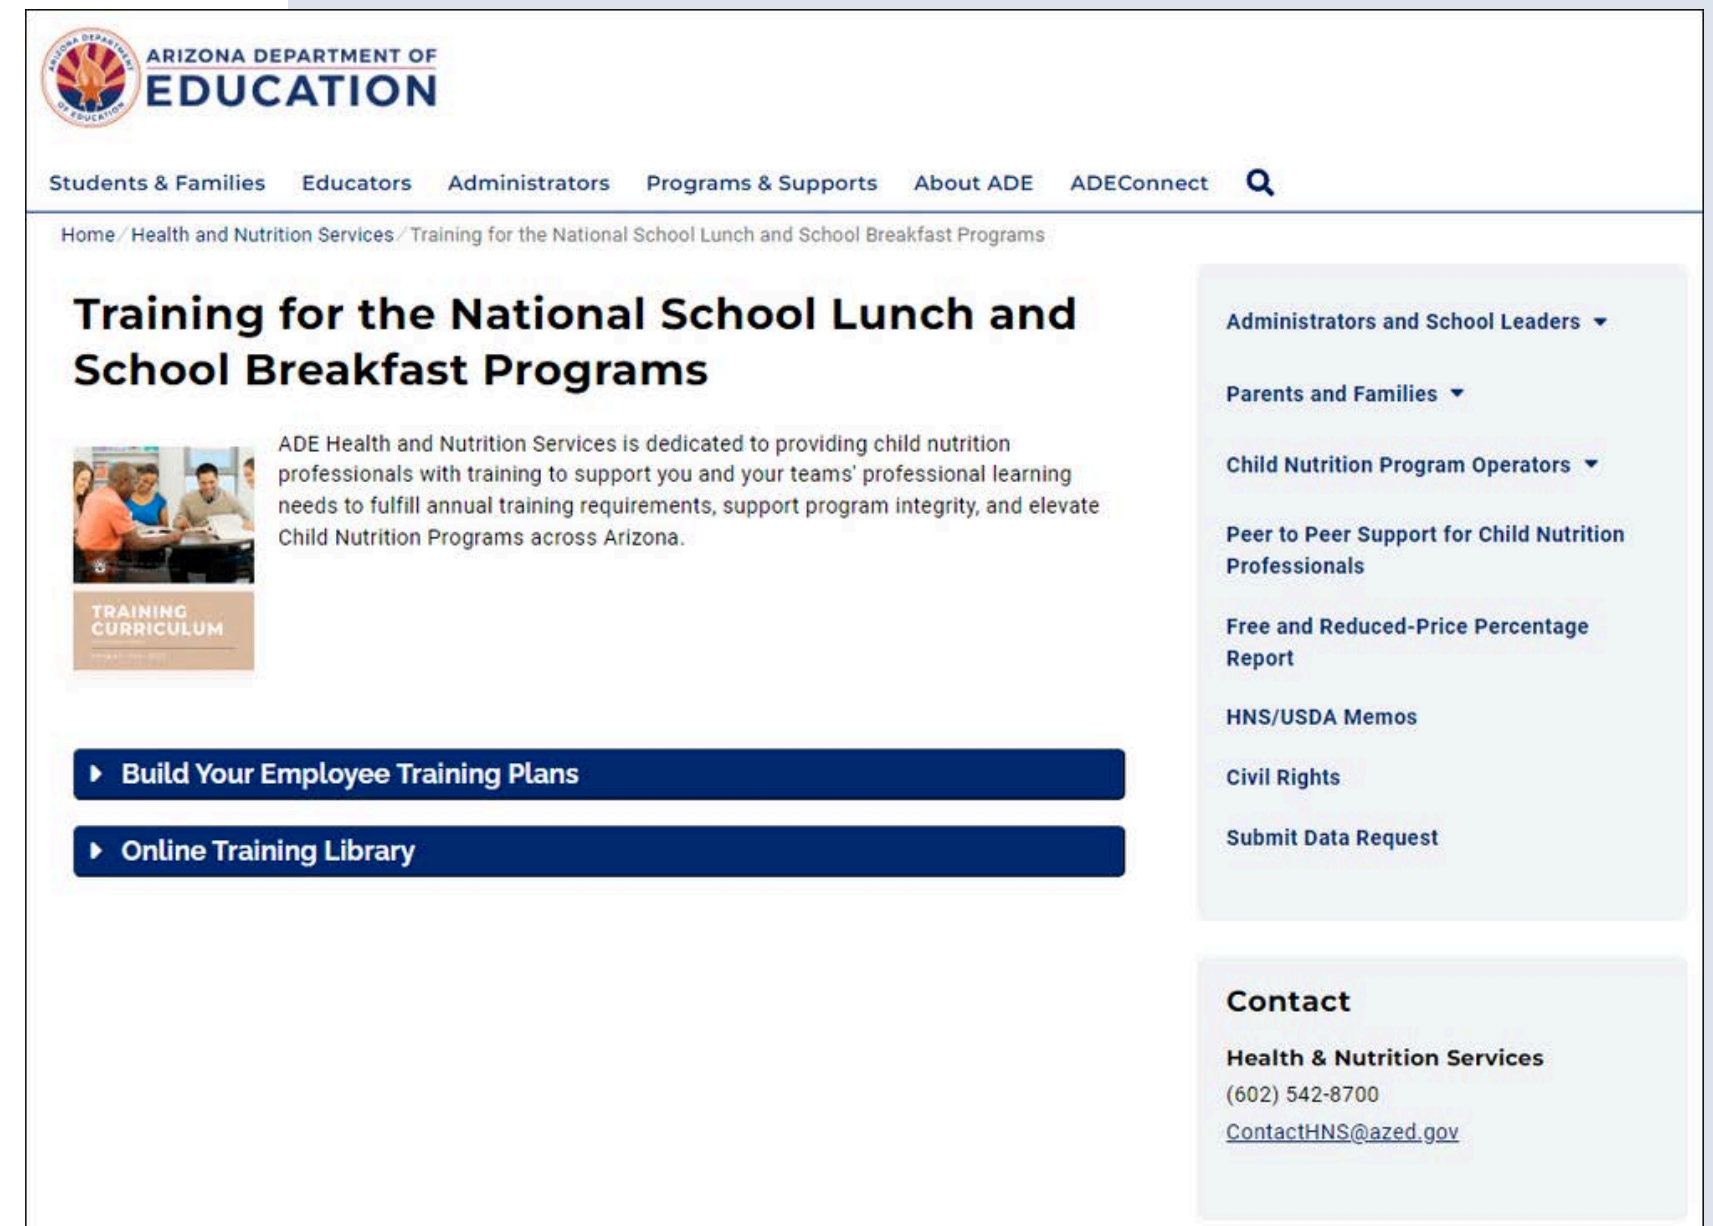 ARIZONA DEPARTMENT OF EDUCATION
ARIZONA DEPARTMENT OF
EDUCATION
Students & Families Educators Administrators Programs & Supports About ADE ADEConnect
Home / Health and Nutrition Services / Training for the National School Lunch and School Breakfast Programs
Training for the National School Lunch and
School Breakfast Programs
ADE Health and Nutrition Services is dedicated to providing child nutrition
professionals with training to support you and your teams' professional learning
needs to fulfill annual training requirements, support program integrity, and elevate
Child Nutrition Programs across Arizona.
TRAINING
CURRICULUM
Build Your Employee Training Plans
Online Training Library
Administrators and School Leaders
Parents and Families
Child Nutrition Program Operators
Peer to Peer Support for Child Nutrition
Professionals
Free and Reduced-Price Percentage
Report
HNS/USDA Memos
Civil Rights
Submit Data Request
Contact
Health & Nutrition Services
(602) 542-8700
ContactHNS@azed.gov